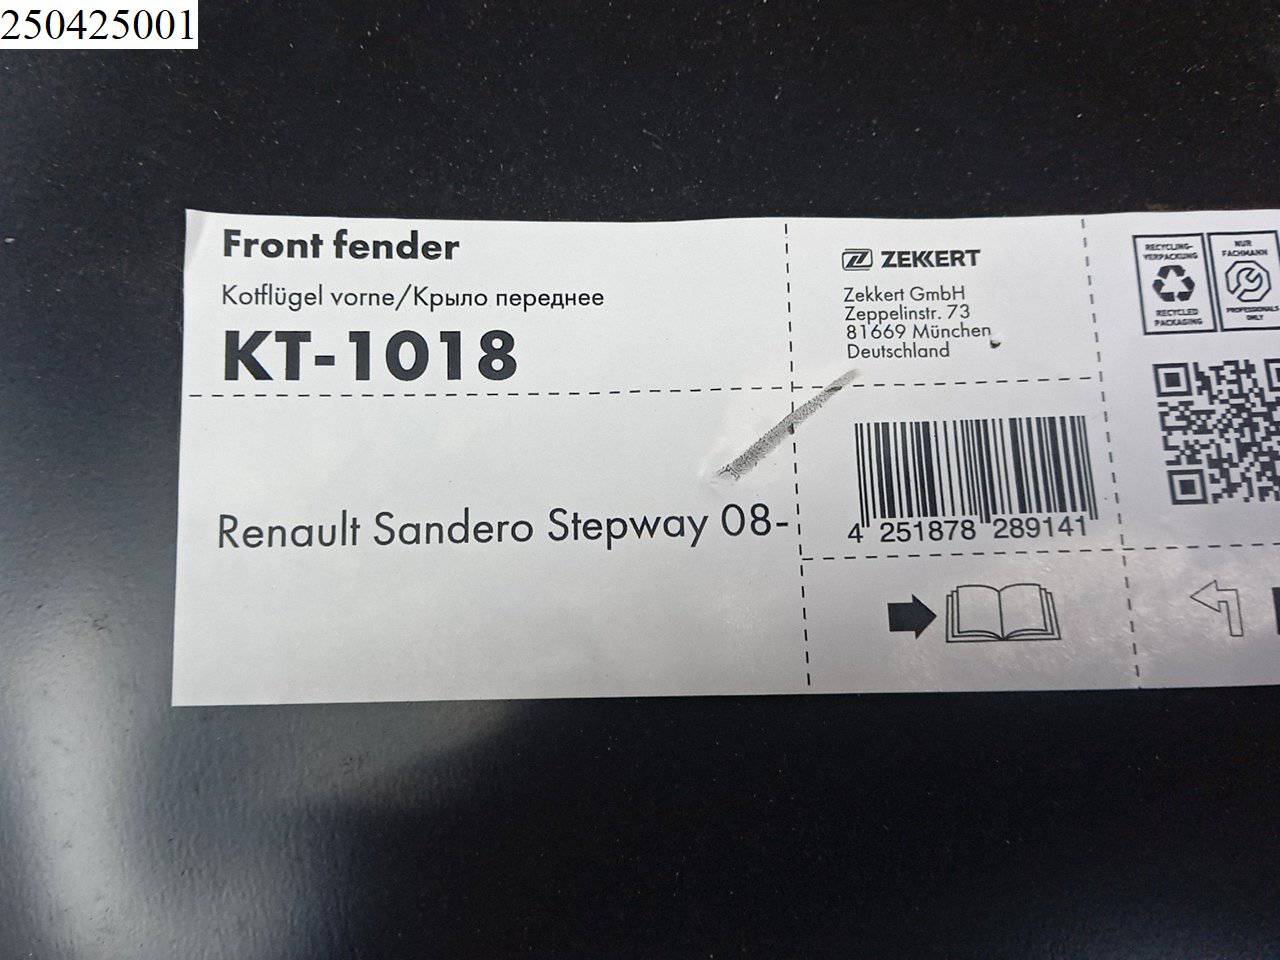 250425001
Front fender
Kotflügel vorne/Крыло переднее
KT-1018
Renault Sandero Stepway 08-
ZEKKERT
Zekkert GmbH
Zeppelinstr. 73
81669 München
Deutschland
4 251878 289141
RECYCLING-
VERPACKUNG
RECYCLED
PACKAGING
NUR
FACHMANN
PROFESSIONALS
ONLY